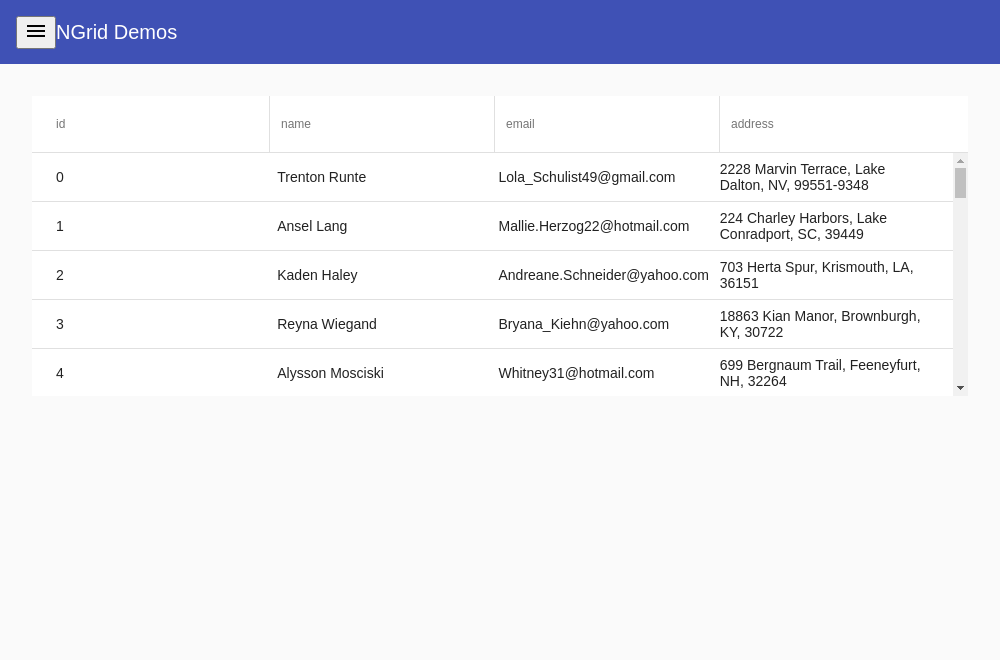 NGrid Demos
id name email address
0 Trenton Runte Lola_Schulist49@gmail.com 2228 Marvin Terrace, Lake
Dalton, NV, 99551-9348
1 Ansel Lang Mallie.Herzog22@hotmail.com 224 Charley Harbors, Lake
Conradport, SC, 39449
2 Kaden Haley Andreane.Schneider@yahoo.com 703 Herta Spur, Krismouth, LA,
36151
3 Reyna Wiegand Bryana_Kiehn@yahoo.com 18863 Kian Manor, Brownburgh,
KY, 30722
4 Alysson Mosciski Whitney31@hotmail.com 699 Bergnaum Trail, Feeneyfurt,
NH, 32264